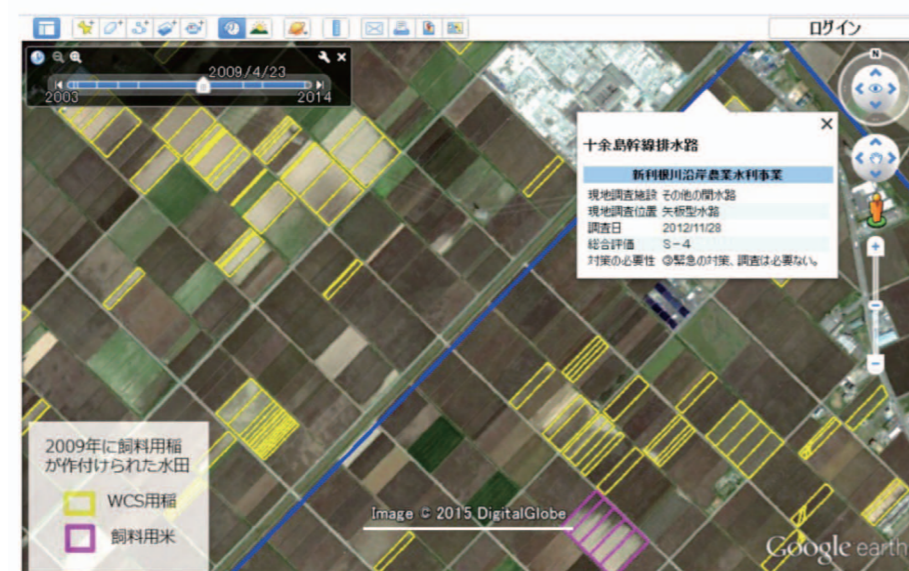 ログイン
2009/4/23
2003
2014
N
十余島幹線排水路
新利根川沿岸農業水利事業
現地調査施設 その他の開水路
現地調査位置 矢板型水路
調査日 2012/11/28
総合評価 S-4
対策の必要性 ③緊急の対策、調査は必要ない。
2009年に飼料用稲
が作付けられた水田
WCS用稲
飼料用米
Image © 2015 DigitalGlobe
Google earth